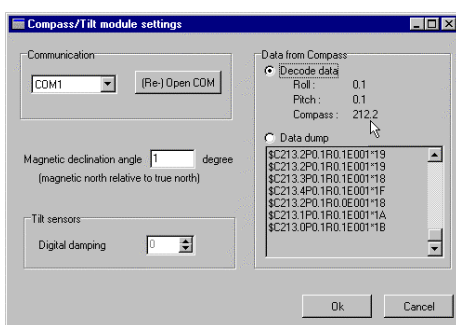 Compass/Tilt module settings
Communication
COM1
(Re-) Open COM
Magnetic declination angle 1 degree
(magnetic north relative to true north)
Tilt sensors
Digital damping 0
Data from Compass
Decode data
Roll : 0.1
Pitch : 0.1
Compass : 212.2
Data dump
$C213.2P0.1R0.1E001*19
$C213.2P0.1R0.1E001*19
$C213.3P0.1R0.1E001*18
$C213.4P0.1R0.1E001*1F
$C213.2P0.1R0.0E001*18
$C213.1P0.1R0.1E001*1A
$C213.0P0.1R0.1E001*1B
Ok
Cancel